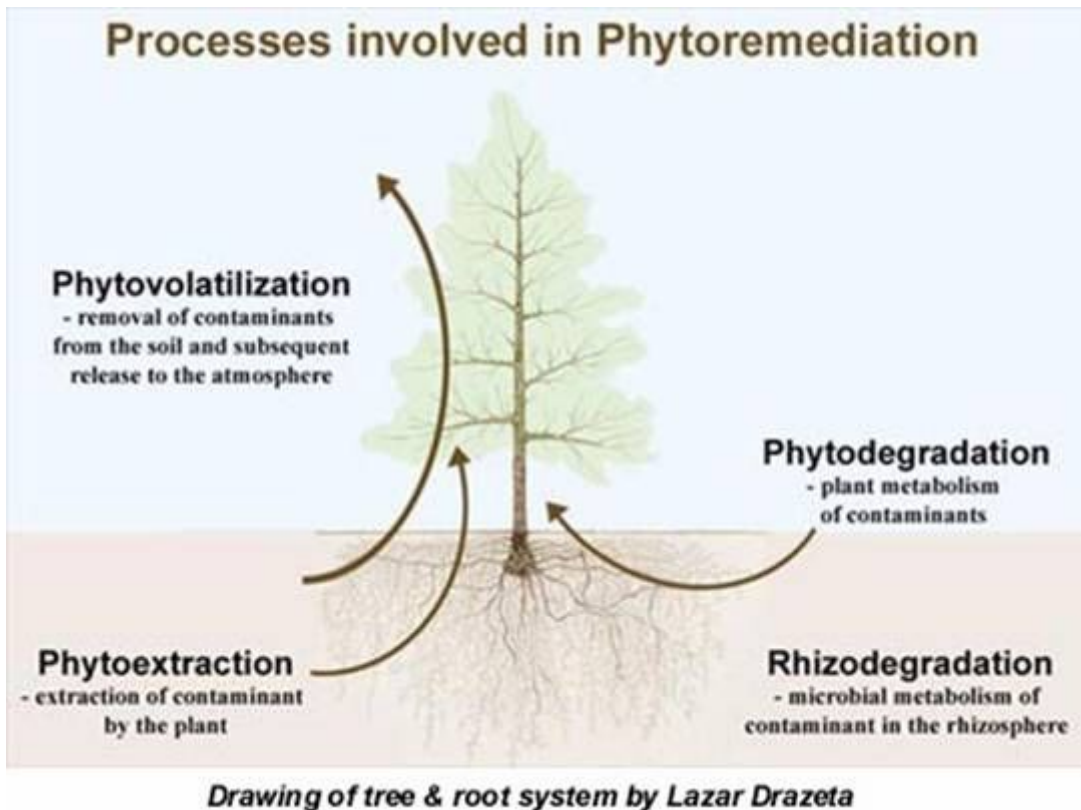 Processes involved in Phytoremediation
Phytovolatilization
- removal of contaminants
from the soil and subsequent
release to the atmosphere
Phytodegradation
- plant metabolism
of contaminants
Phytoextraction
- extraction of contaminant
by the plant
Rhizodegradation
- microbial metabolism of
contaminant in the rhizosphere
Drawing of tree & root system by Lazar Drazeta